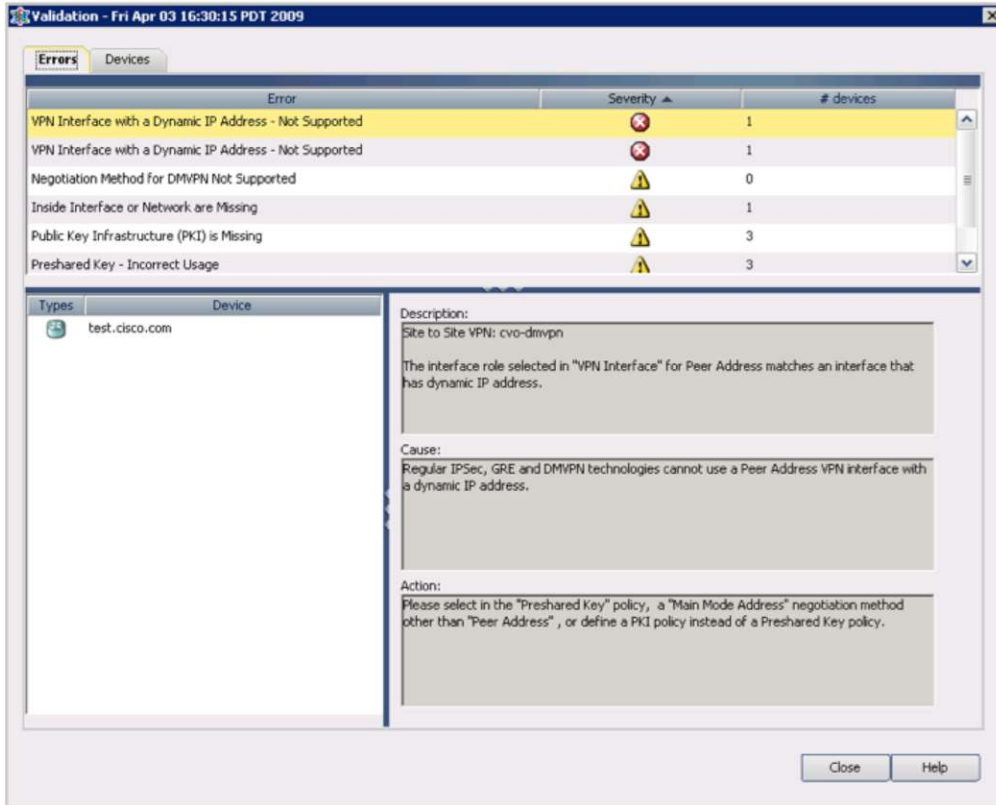 Validation - Fri Apr 03 16:30:15 PDT 2009
Errors Devices
Error Severity # devices
VPN Interface with a Dynamic IP Address - Not Supported 1
VPN Interface with a Dynamic IP Address - Not Supported 1
Negotiation Method for DMVPN Not Supported 0
Inside Interface or Network are Missing 1
Public Key Infrastructure (PKI) is Missing 3
Preshared Key - Incorrect Usage 3
Types Device
test.cisco.com
Description:
Site to Site VPN: cvo-dmvpn
The interface role selected in "VPN Interface" for Peer Address matches an interface that
has dynamic IP address.
Cause:
Regular IPSec, GRE and DMVPN technologies cannot use a Peer Address VPN interface with
a dynamic IP address.
Action:
Please select in the "Preshared Key" policy, a "Main Mode Address" negotiation method
other than "Peer Address" , or define a PKI policy instead of a Preshared Key policy.
Close Help